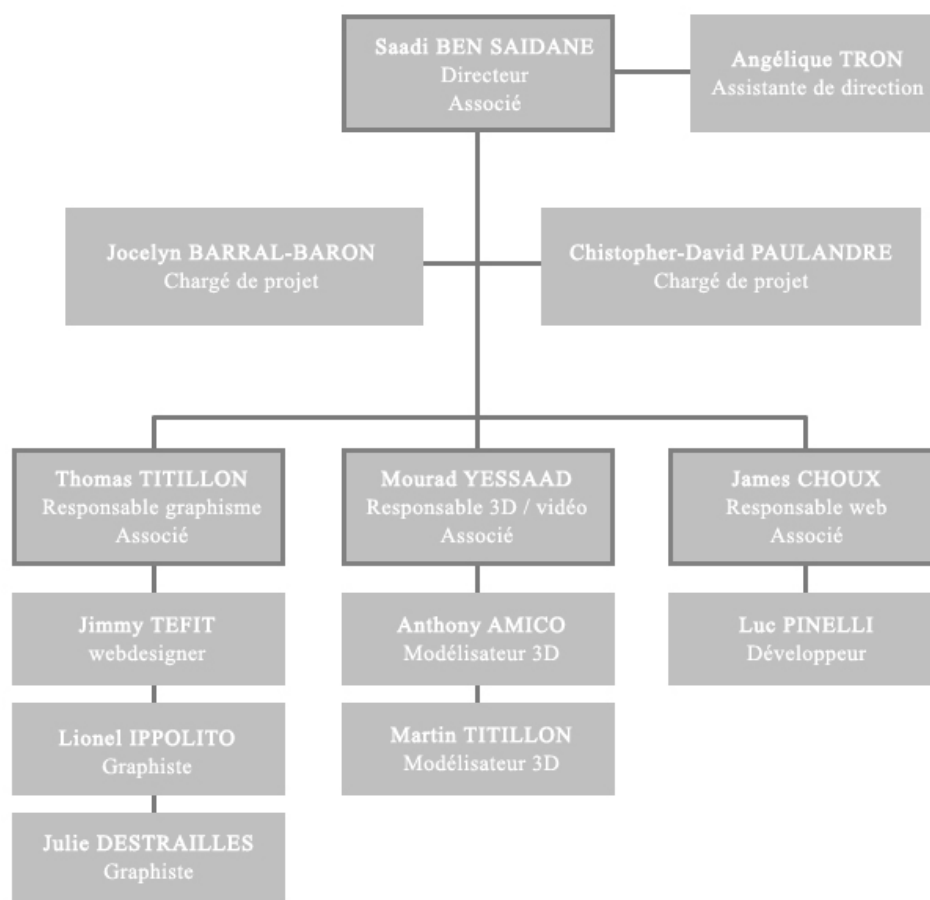 Saadi BEN SAIDANE
Directeur
Associé
Angélique TRON
Assistante de direction
Jocelyn BARRAL-BARON
Chargé de projet
Chistopher-David PAULANDRE
Chargé de projet
Thomas TITILLON
Responsable graphisme
Associé
Mourad YESSAAD
Responsable 3D / vidéo
Associé
James CHOUX
Responsable web
Associé
Jimmy TEFIT
webdesigner
Anthony AMICO
Modélisateur 3D
Luc PINELLI
Développeur
Lionel IPPOLITO
Graphiste
Martin TITILLON
Modélisateur 3D
Julie DESTRAILLES
Graphiste